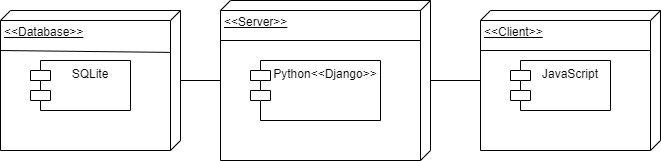 <<Database>>
SQLite
<<Server>>
Python<<Django>>
<<Client>>
JavaScript